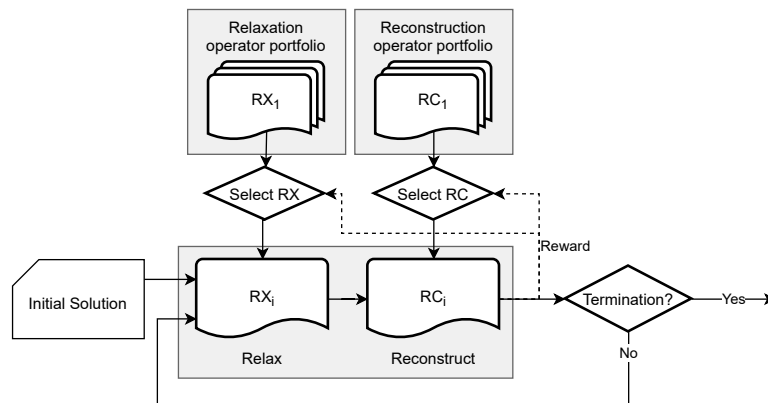 Relaxation
operator portfolio
Reconstruction
operator portfolio
RX1
RC1
Select RX
Select RC
Reward
Initial Solution
RXi
RCi
Termination?
Yes
No
Relax
Reconstruct